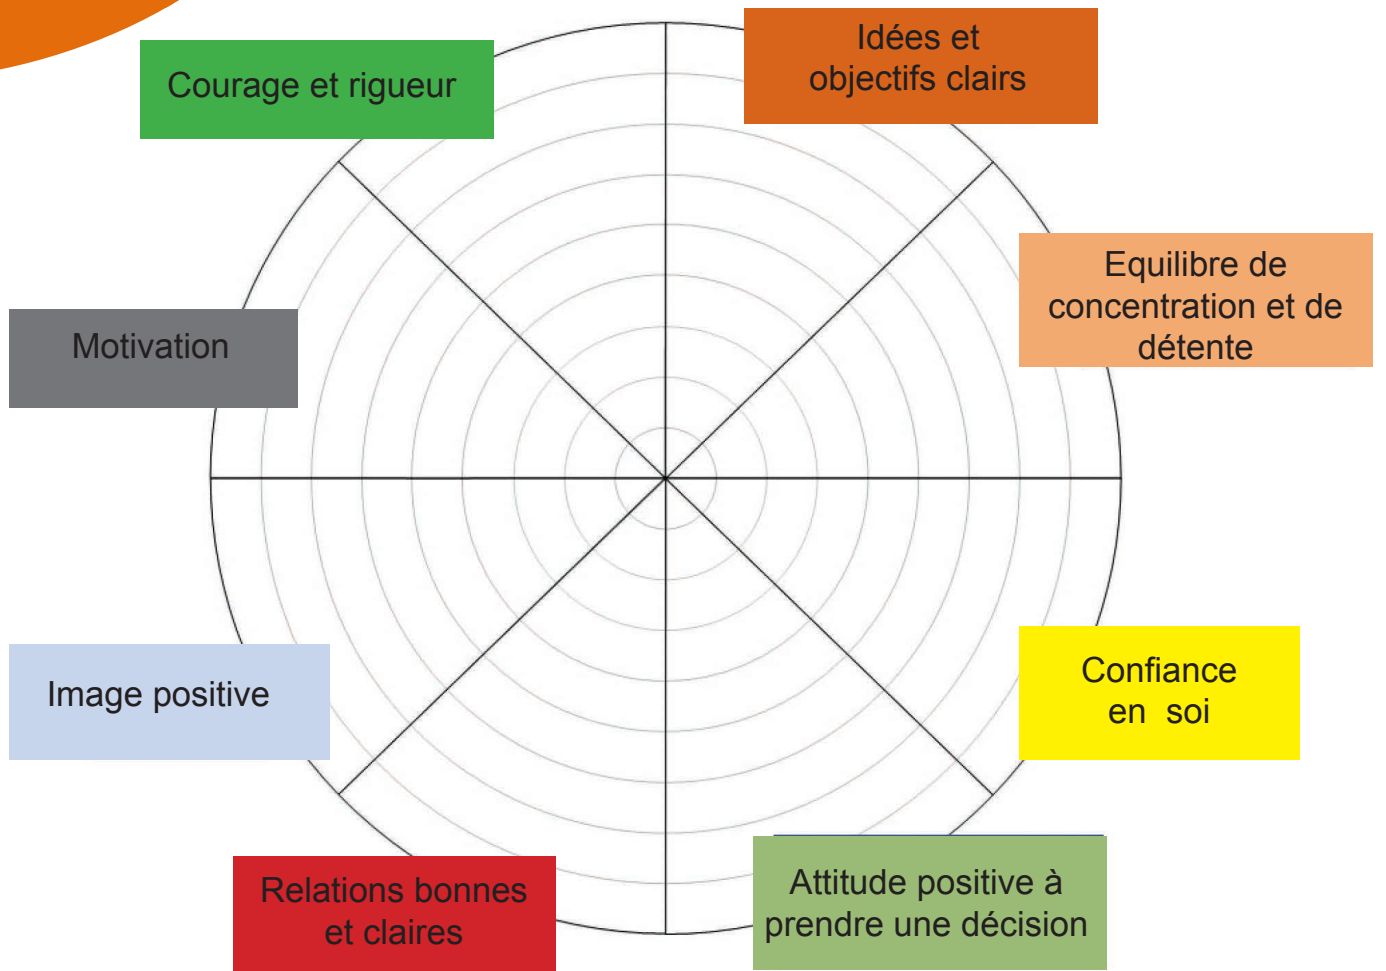 Idées et
objectifs clairs
Courage et rigueur
Equilibre de
concentration et de
détente
Motivation
Confiance
en  soi
Image positive
Attitude positive à
prendre une décision
Relations bonnes
et claires